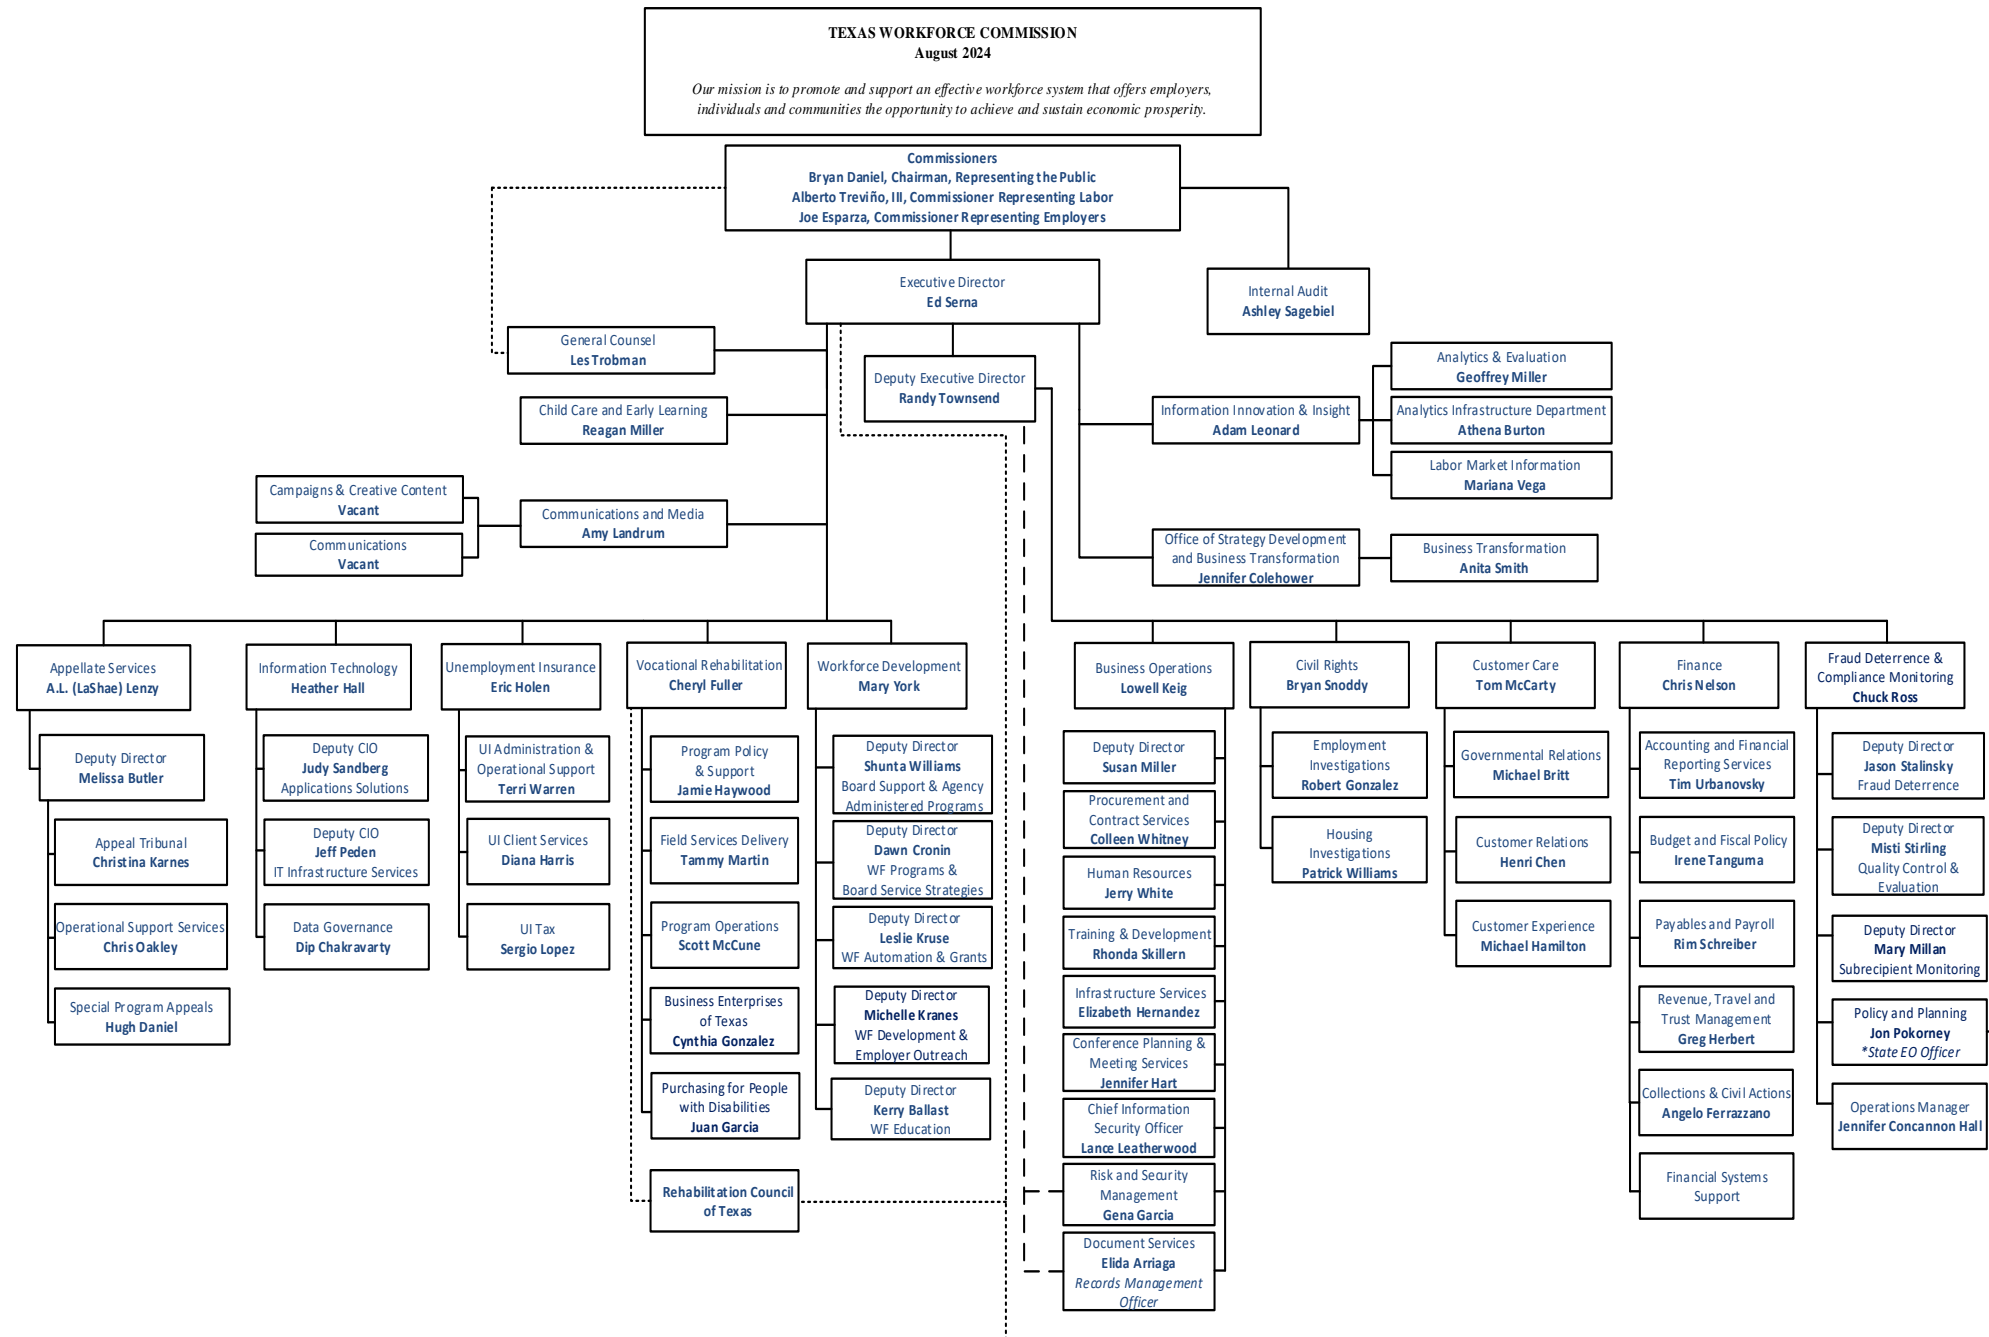 TEXAS WORKFORCE COMMISSION
August 2024
Our mission is to promote and support an effective workforce system that offers employers,
individuals and communities the opportunity to achieve and sustain economic prosperity.
Commissioners
Bryan Daniel, Chairman, Representing the Public
Alberto Treviño, III, Commissioner Representing Labor
Joe Esparza, Commissioner Representing Employers
Executive Director
Ed Serna
Internal Audit
Ashley Sagebiel
General Counsel
Les Trobman
Deputy Executive Director
Randy Townsend
Child Care and Early Learning
Reagan Miller
Campaigns & Creative Content
Vacant
Communications
Vacant
Communications and Media
Amy Landrum
Information Innovation & Insight
Adam Leonard
Analytics & Evaluation
Geoffrey Miller
Analytics Infrastructure Department
Athena Burton
Labor Market Information
Mariana Vega
Office of Strategy Development
and Business Transformation
Jennifer Colehower
Business Transformation
Anita Smith
Appellate Services
A.L. (LaShae) Lenzy
Deputy Director
Melissa Butler
Appeal Tribunal
Christina Karnes
Operational Support Services
Chris Oakley
Special Program Appeals
Hugh Daniel
Information Technology
Heather Hall
Deputy CIO
Judy Sandberg
Applications Solutions
Deputy CIO
Jeff Peden
IT Infrastructure Services
Data Governance
Dip Chakravarty
Unemployment Insurance
Eric Holen
UI Administration &
Operational Support
Terri Warren
UI Client Services
Diana Harris
UI Tax
Sergio Lopez
Vocational Rehabilitation
Cheryl Fuller
Program Policy
& Support
Jamie Haywood
Field Services Delivery
Tammy Martin
Program Operations
Scott McCune
Business Enterprises
of Texas
Cynthia Gonzalez
Purchasing for People
with Disabilities
Juan Garcia
Rehabilitation Council
of Texas
Workforce Development
Mary York
Deputy Director
Shunta Williams
Board Support & Agency
Administered Programs
Deputy Director
Dawn Cronin
WF Programs &
Board Service Strategies
Deputy Director
Leslie Kruse
WF Automation & Grants
Deputy Director
Michelle Kranes
WF Development &
Employer Outreach
Deputy Director
Kerry Ballast
WF Education
Business Operations
Lowell Keig
Deputy Director
Susan Miller
Procurement and
Contract Services
Colleen Whitney
Human Resources
Jerry White
Training & Development
Rhonda Skillern
Infrastructure Services
Elizabeth Hernandez
Conference Planning &
Meeting Services
Jennifer Hart
Chief Information
Security Officer
Lance Leatherwood
Risk and Security
Management
Gena Garcia
Document Services
Elida Arriaga
Records Management
Officer
Civil Rights
Bryan Snoddy
Employment
Investigations
Robert Gonzalez
Housing
Investigations
Patrick Williams
Customer Care
Tom McCarty
Governmental Relations
Michael Britt
Customer Relations
Henri Chen
Customer Experience
Michael Hamilton
Finance
Chris Nelson
Accounting and Financial
Reporting Services
Tim Urbanovsky
Budget and Fiscal Policy
Irene Tanguma
Payables and Payroll
Rim Schreiber
Revenue, Travel and
Trust Management
Greg Herbert
Collections & Civil Actions
Angelo Ferrazzano
Financial Systems
Support
Fraud Deterrence &
Compliance Monitoring
Chuck Ross
Deputy Director
Jason Stalinsky
Fraud Deterrence
Deputy Director
Misti Stirling
Quality Control &
Evaluation
Deputy Director
Mary Millan
Subrecipient Monitoring
Policy and Planning
Jon Pokorney
*State EO Officer
Operations Manager
Jennifer Concannon Hall